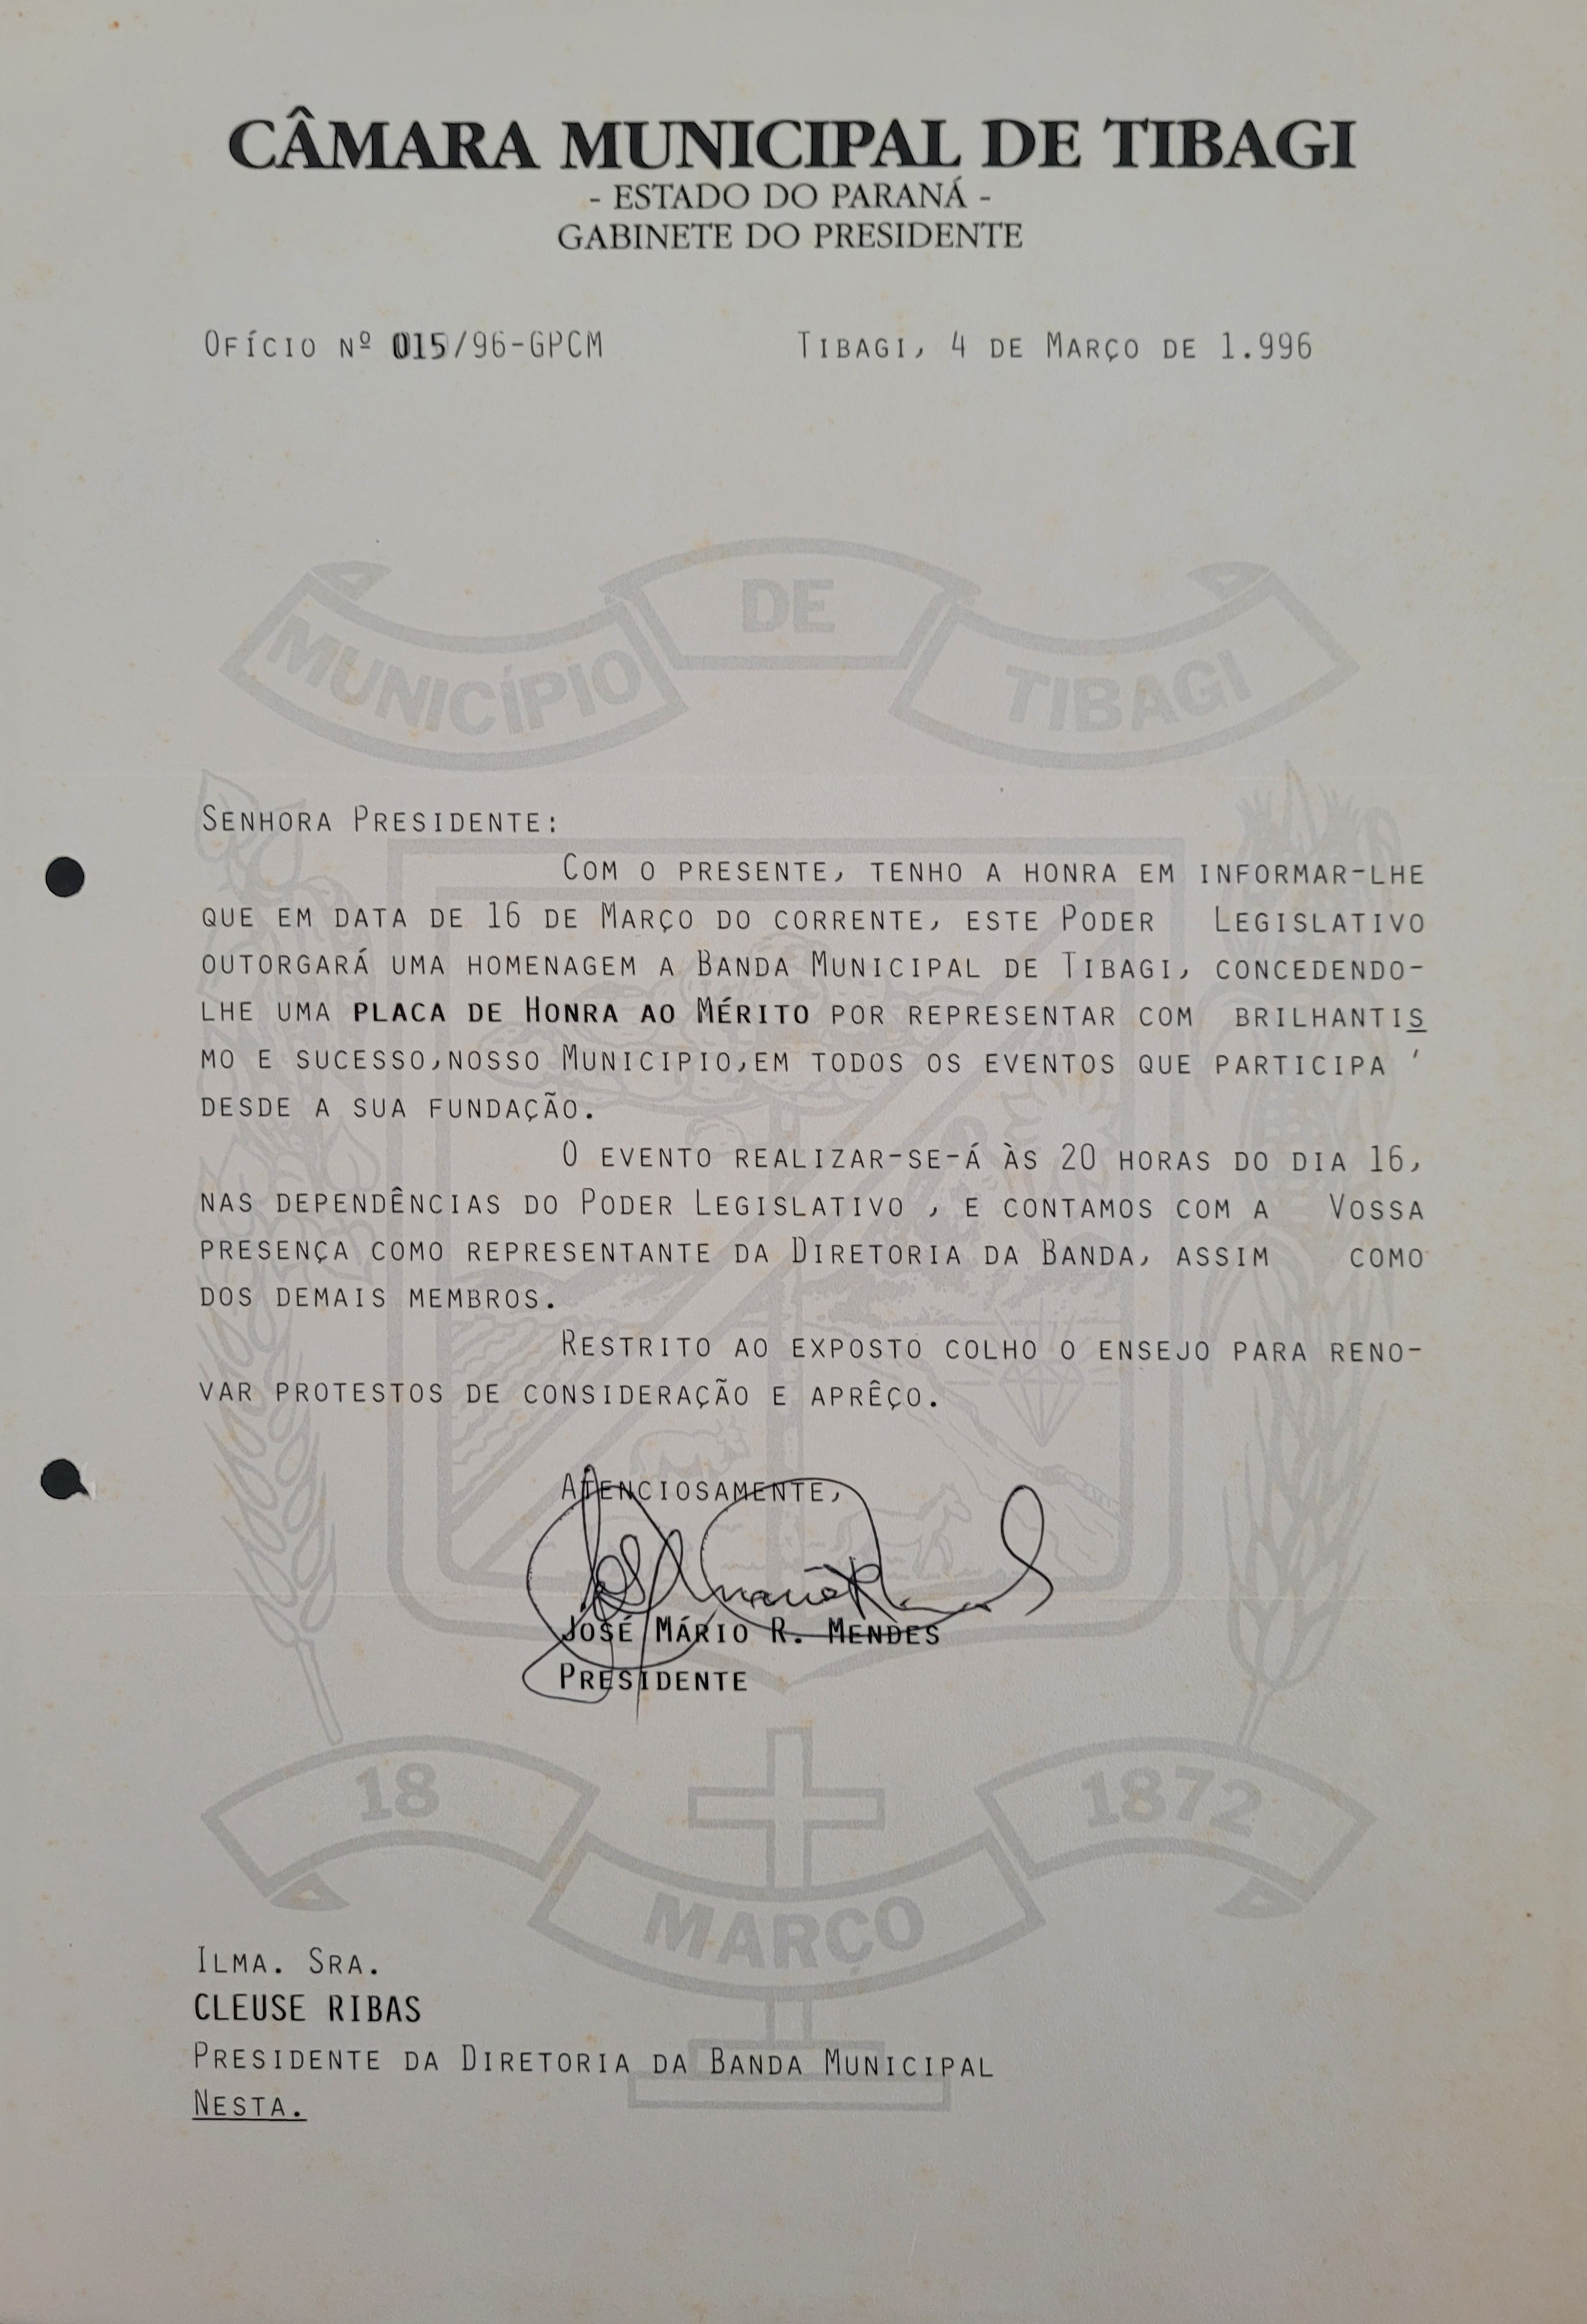 CÂMARA MUNICIPAL DE TIBAGI
- ESTADO DO PARANÁ -
GABINETE DO PRESIDENTE
Ofício Nº 015/96-GPCM Tibagi, 4 de Março de 1.996
MUNICÍPIO DE TIBAGI
Senhora Presidente:
Com o presente, tenho a honra em informar-lhe
que em data de 16 de Março do corrente, este Poder Legislativo
outorgará uma homenagem a Banda Municipal de Tibagi, concedendo-
lhe uma placa de Honra ao Mérito por representar com brilhantis
mo e sucesso,nosso Municipio,em todos os eventos que participa '
desde a sua fundação.
O evento realizar-se-á às 20 horas do dia 16,
nas dependências do Poder Legislativo , e contamos com a Vossa
presença como representante da Diretoria da Banda, assim como
dos demais membros.
Restrito ao exposto colho o ensejo para reno-
var protestos de consideração e aprêço.
Atenciosamente,
José Mário R. Mendes
Presidente
18 MARÇO 1872
Ilma. Sra.
CLEUSE RIBAS
Presidente da Diretoria da Banda Municipal
Nesta.